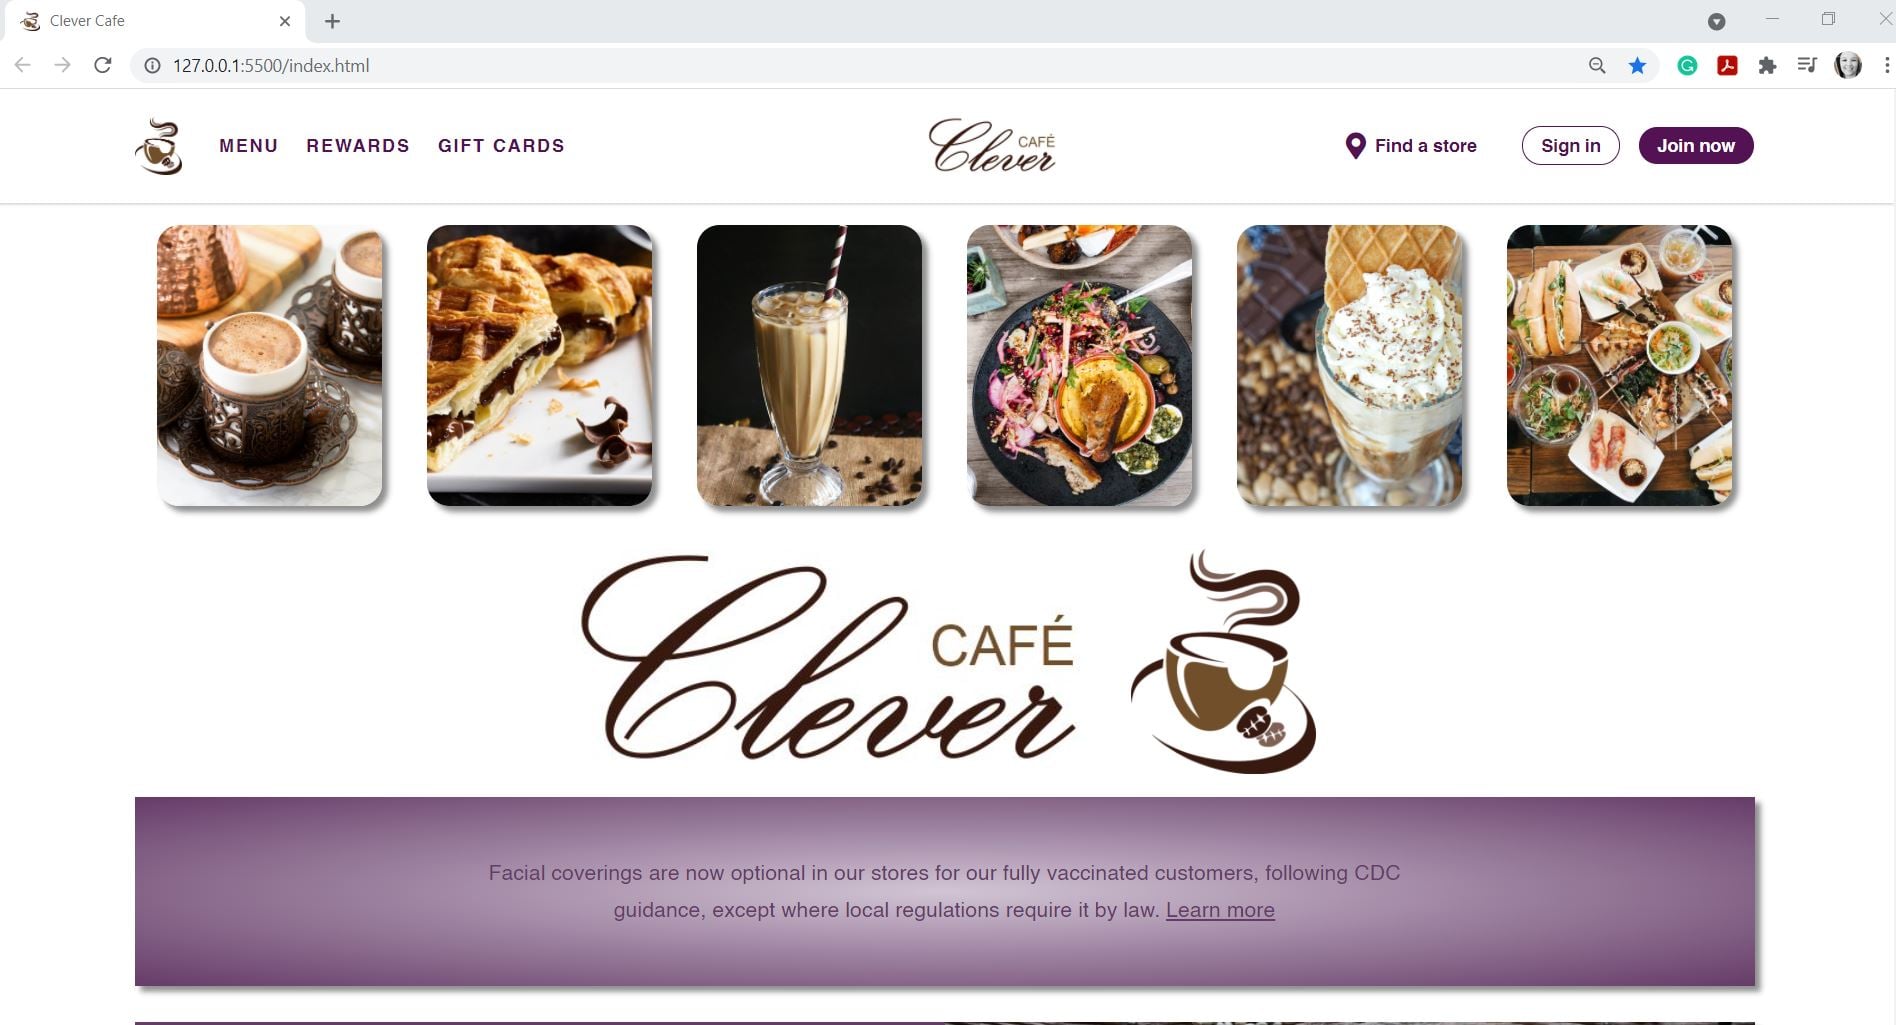 Clever Cafe
127.0.0.1:5500/index.html
MENU REWARDS GIFT CARDS
CAFÉ
Clever
Find a store
Sign in
Join now
CAFÉ
Clever
Facial coverings are now optional in our stores for our fully vaccinated customers, following CDC
guidance, except where local regulations require it by law. Learn more